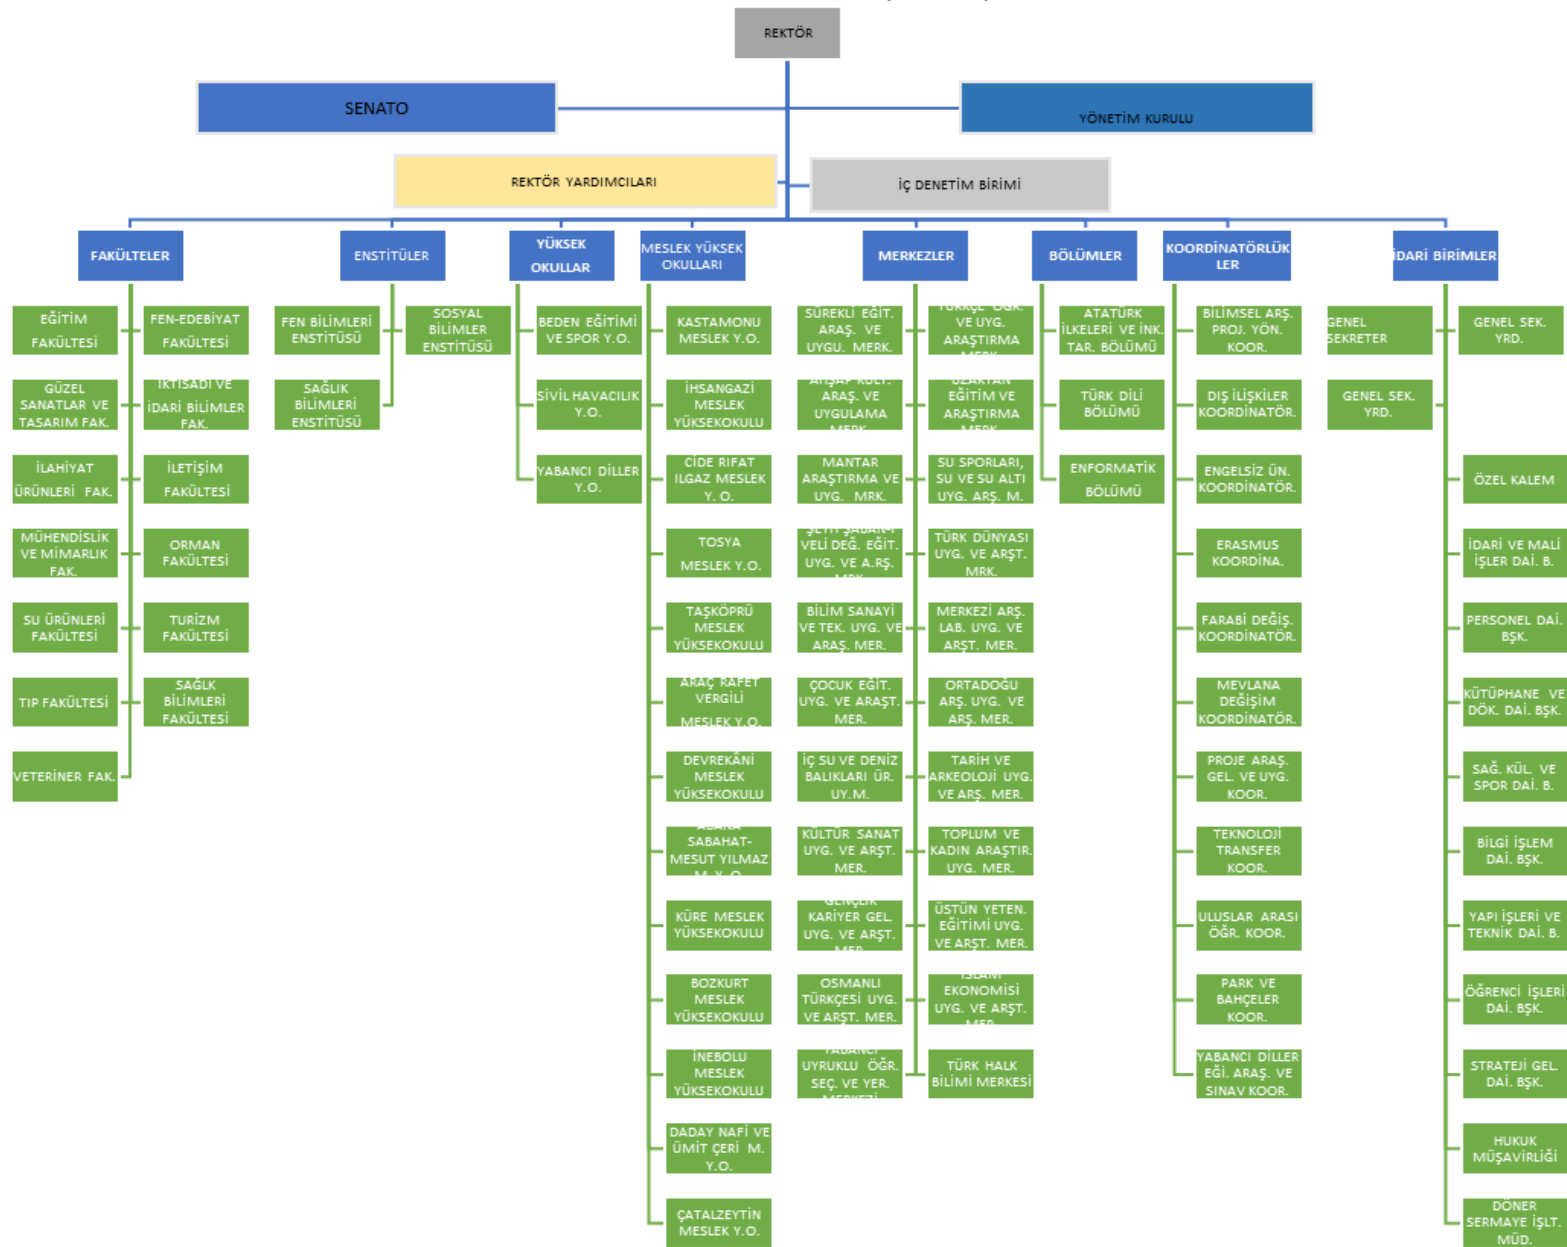 REKTÖR
SENATO
YÖNETİM KURULU
REKTÖR YARDIMCILARI
İÇ DENETİM BİRİMİ
FAKÜLTELER
EĞİTİM
FAKÜLTESİ
FEN-EDEBİYAT
FAKÜLTESİ
GÜZEL
SANATLAR VE
TASARIM FAK.
İKTİSADİ VE
İDARİ BİLİMLER
FAK.
İLAHİYAT
ÜRÜNLERİ FAK.
İLETİŞİM
FAKÜLTESİ
MÜHENDİSLİK
VE MİMARLIK
FAK.
ORMAN
FAKÜLTESİ
SU ÜRÜNLERİ
FAKÜLTESİ
TURİZM
FAKÜLTESİ
TIP FAKÜLTESİ
SAĞLK
BİLİMLERİ
FAKÜLTESİ
VETERİNER FAK.
ENSTİTÜLER
FEN BİLİMLERİ
ENSTİTÜSÜ
SOSYAL
BİLİMLER
ENSTİTÜSÜ
SAĞLIK
BİLİMLERİ
ENSTİTÜSÜ
YÜKSEK
OKULLAR
BEDEN EĞİTİMİ
VE SPOR Y.O.
SİVİL HAVACILIK
Y.O.
YABANCI DİLLER
Y.O.
MESLEK YÜKSEK
OKULLARI
KASTAMONU
MESLEK Y.O.
İHSANGAZİ
MESLEK
YÜKSEKOKULU
CİDE RIFAT
ILGAZ MESLEK
Y. O.
TOSYA
MESLEK Y.O.
TAŞKÖPRÜ
MESLEK
YÜKSEKOKULU
ARAÇ RAFET
VERGİLİ
MESLEK Y.O.
DEVREKÂNİ
MESLEK
YÜKSEKOKULU
SABAHAT-
MESUT YILMAZ
M. Y. O.
KÜRE MESLEK
YÜKSEKOKULU
BOZKURT
MESLEK
YÜKSEKOKULU
İNEBOLU
MESLEK
YÜKSEKOKULU
DADAY NAFİ VE
ÜMİT ÇERİ M.
Y.O.
ÇATALZEYTİN
MESLEK Y.O.
MERKEZLER
SÜREKLİ EĞİT.
ARAŞ. VE
UYGU. MERK.
TÜRKÇE ÖĞR.
VE UYG.
ARAŞTIRMA
MERK.
AHŞAP KÜLT.
ARAŞ. VE
UYGULAMA
MERK.
UZAKTAN
EĞİTİM VE
ARAŞTIRMA
MERK.
MANTAR
ARAŞTIRMA VE
UYG. MRK.
SU SPORLARI,
SU VE SU ALTI
UYG. ARŞ. M.
ŞEYH ŞABAN-I
VELİ DEĞ. EĞİT.
UYG. VE A.RŞ.
MRK.
TÜRK DÜNYASI
UYG. VE ARŞT.
MRK.
BİLİM SANAYİ
VE TEK. UYG. VE
ARAŞ. MER.
MERKEZİ ARŞ.
LAB. UYG. VE
ARŞT. MER.
ÇOCUK EĞİT.
UYG. VE ARAŞT.
MER.
ORTADOĞU
ARŞ. UYG. VE
ARŞ. MER.
İÇ SU VE DENİZ
BALIKLARI ÜR.
UY.M.
TARİH VE
ARKEOLOJİ UYG.
VE ARŞ. MER.
KÜLTÜR SANAT
UYG. VE ARŞT.
MER.
TOPLUM VE
KADIN ARAŞTIR.
UYG. MER.
GENÇLİK
KARİYER GEL.
UYG. VE ARŞT.
MER.
ÜSTÜN YETEN.
EĞİTİMİ UYG.
VE ARŞT. MER.
OSMANLI
TÜRKÇESİ UYG.
VE ARŞT. MER.
İSLAM
EKONOMİSİ
UYG. VE ARŞT.
MER.
YABANCI
UYRUKLU ÖĞR.
SEÇ. VE YER.
MERKEZİ
TÜRK HALK
BİLİMİ MERKESİ
BÖLÜMLER
ATATÜRK
İLKELERİ VE İNK.
TAR. BÖLÜMÜ
TÜRK DİLİ
BÖLÜMÜ
ENFORMATİK
BÖLÜMÜ
KOORDİNATÖRLÜK
LER
BİLİMSEL ARŞ.
PROJ. YÖN.
KOOR.
DIŞ İLİŞKİLER
KOORDİNATÖR.
ENGELSİZ ÜN.
KOORDİNATÖR.
ERASMUS
KOORDİNA.
FARABİ DEĞİŞ.
KOORDİNATÖR.
MEVLANA
DEĞİŞİM
KOORDİNATÖR.
PROJE ARAŞ.
GEL. VE UYG.
KOOR.
TEKNOLOJİ
TRANSFER
KOOR.
ULUSLAR ARASI
ÖĞR. KOOR.
PARK VE
BAHÇELER
KOOR.
YABANCI DİLLER
EĞİ. ARAŞ. VE
SINAV KOOR.
İDARİ BİRİMLER
GENEL
SEKRETER
GENEL SEK.
YRD.
GENEL SEK.
YRD.
ÖZEL KALEM
İDARİ VE MALİ
İŞLER DAİ. B.
PERSONEL DAİ.
BŞK.
KÜTÜPHANE VE
DÖK. DAİ. BŞK.
SAĞ. KÜL. VE
SPOR DAİ. B.
BİLGİ İŞLEM
DAİ. BŞK.
YAPI İŞLERİ VE
TEKNİK DAİ. B.
ÖĞRENCİ İŞLERİ
DAİ. BŞK.
STRATEJİ GEL.
DAİ. BŞK.
HUKUK
MÜŞAVİRLİĞİ
DÖNER
SERMAYE İŞLT.
MÜD.